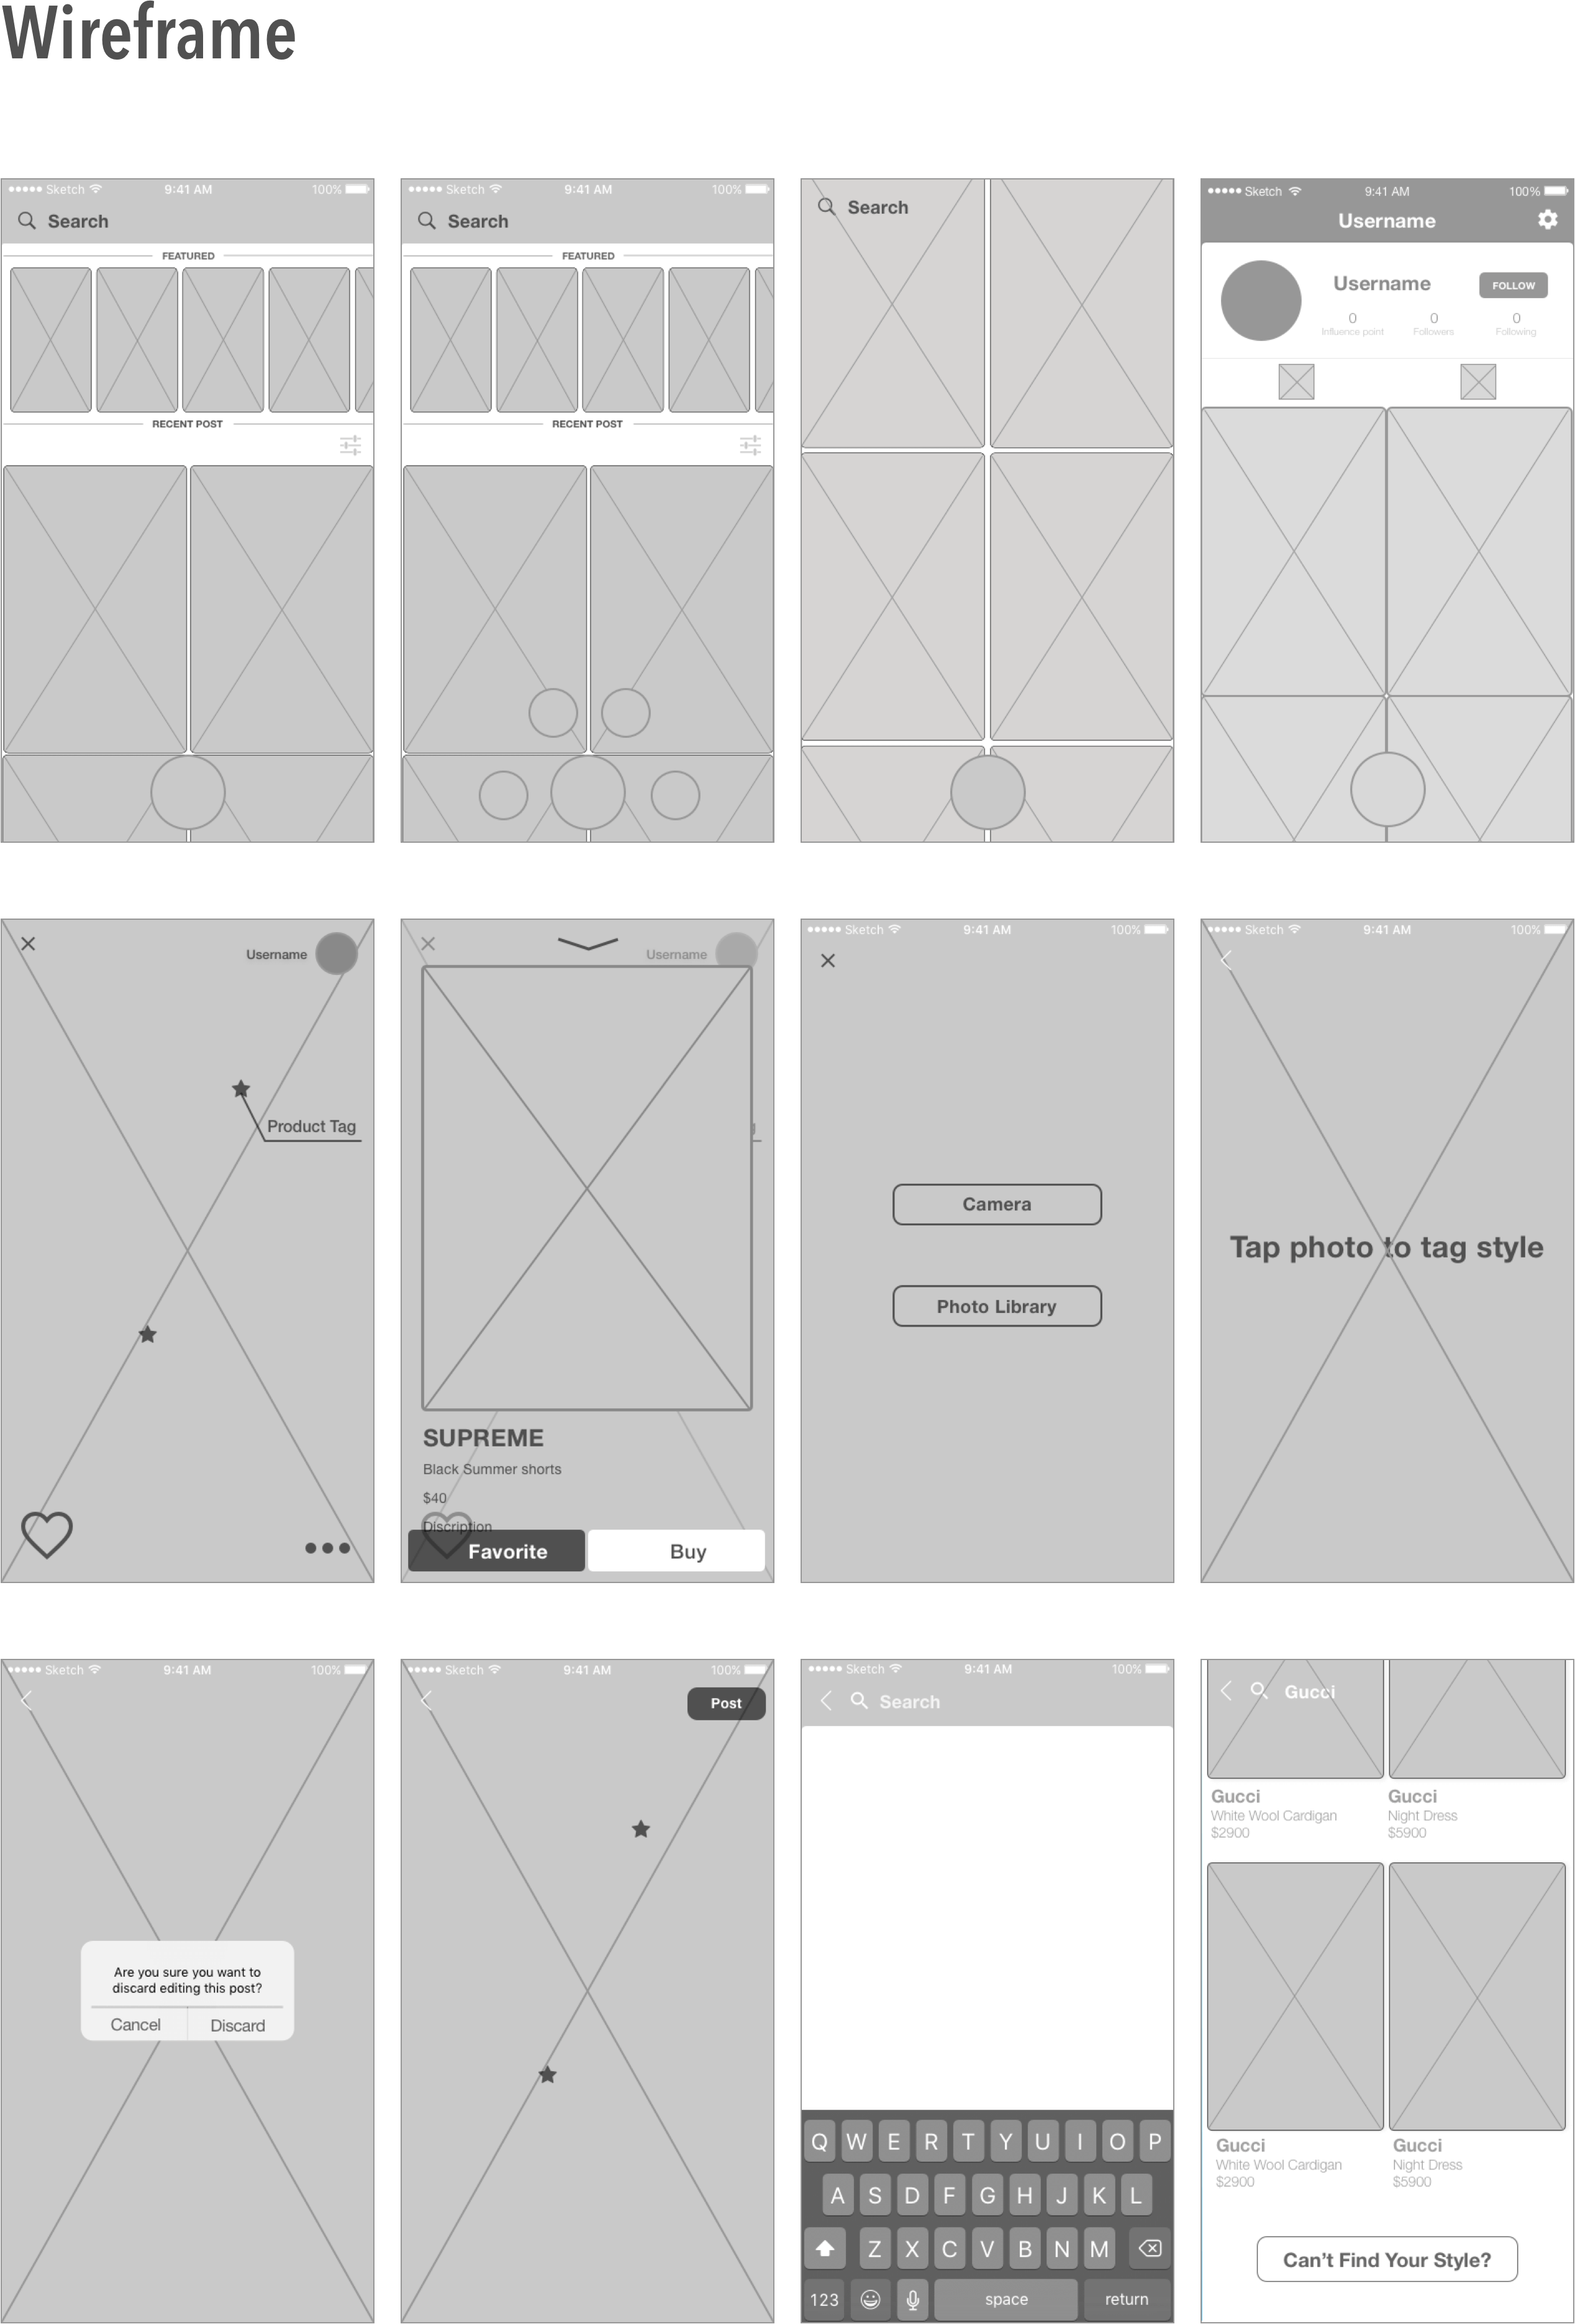 Wireframe
Sketch 9:41 AM 100%
Search
FEATURED
RECENT POST
Sketch 9:41 AM 100%
Search
FEATURED
RECENT POST
Search
Sketch 9:41 AM 100%
Username
Username
FOLLOW
0 0 0
Influence point Followers Following
Username
Product Tag
Username
SUPREME
Black Summer shorts
$40
Discription
Favorite Buy
Sketch 9:41 AM 100%
Camera
Photo Library
Sketch 9:41 AM 100%
Tap photo to tag style
Sketch 9:41 AM 100%
Are you sure you want to
discard editing this post?
Cancel Discard
Sketch 9:41 AM 100%
Post
Sketch 9:41 AM 100%
Search
Q W E R T Y U I O P
A S D F G H J K L
Z X C V B N M
123 space return
Gucci
Gucci Gucci
White Wool Cardigan Night Dress
$2900 $5900
Gucci Gucci
White Wool Cardigan Night Dress
$2900 $5900
Can't Find Your Style?